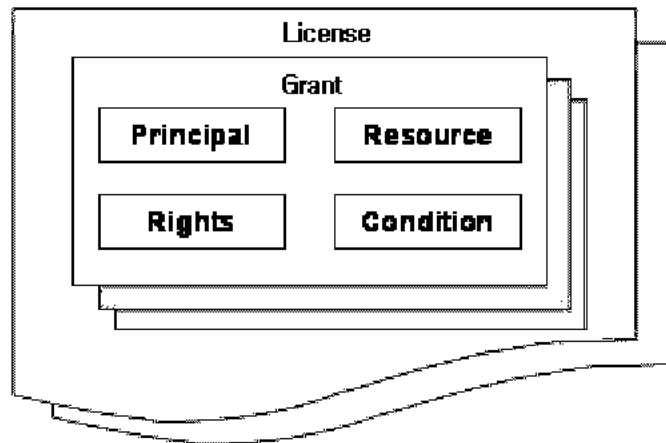 License
Grant
Principal
Resource
Rights
Condition